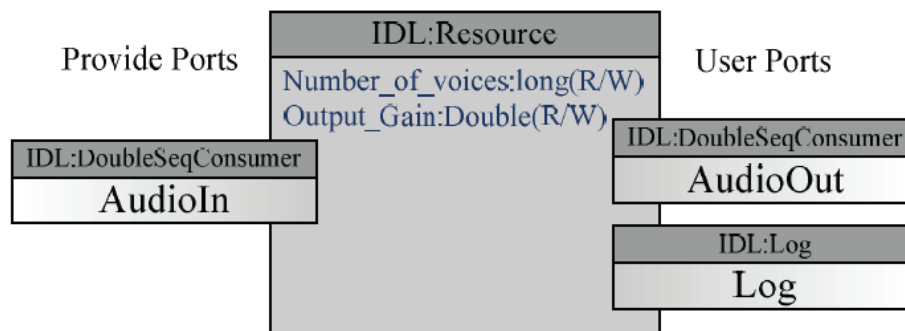 Provide Ports
IDL:Resource
User Ports
Number_of_voices:long(R/W)
Output_Gain:Double(R/W)
IDL:DoubleSeqConsumer
AudioIn
IDL:DoubleSeqConsumer
AudioOut
IDL:Log
Log